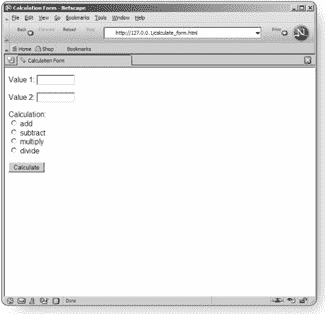 Calculation Form - Netscape
File Edit View Go Bookmarks Tools Window Help
Back Forward Reload Stop http://127.0.0.1/calculate_form.html Print N
Home Shop Bookmarks
Calculation Form
Value 1:
Value 2:
Calculation:
add
subtract
multiply
divide
Calculate
Done